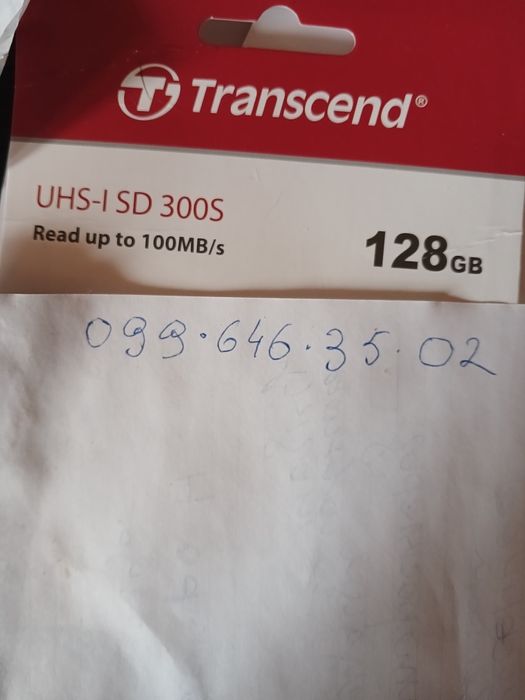 Transcend®
UHS-I SD 300S
Read up to 100MB/s
128GB
099·646·35·02